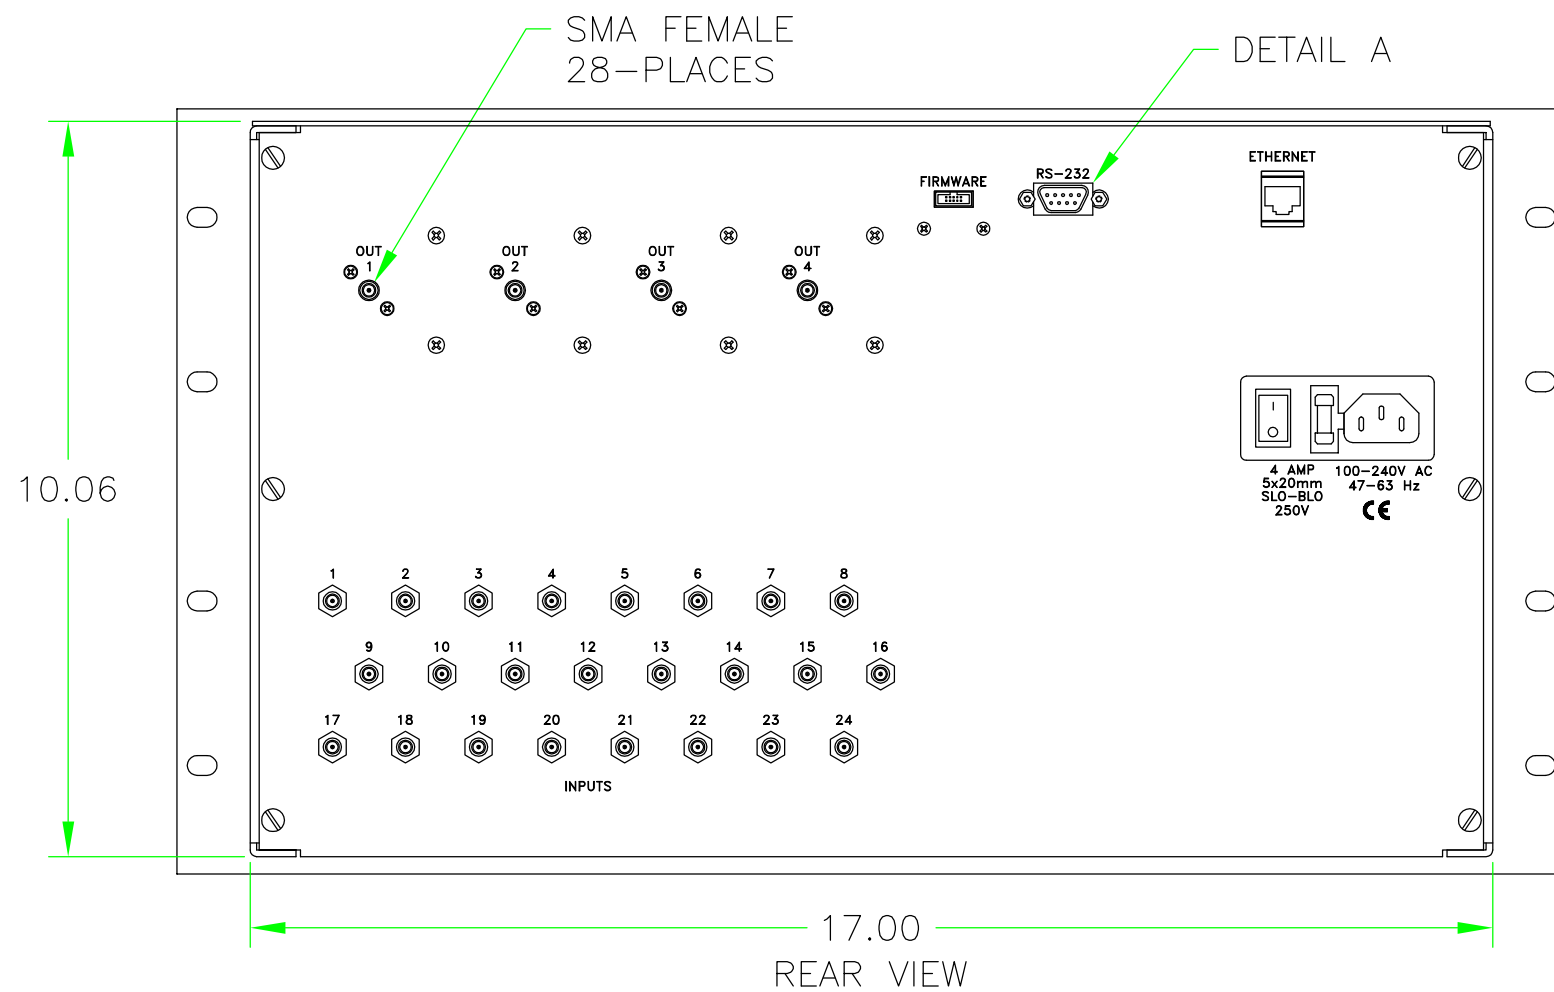 SMA FEMALE
28-PLACES
DETAIL A
ETHERNET
RS-232
FIRMWARE
OUT
1
OUT
2
OUT
3
OUT
4
10.06
4 AMP
5x20mm
SLO-BLO
250V
100-240V AC
47-63 Hz
CE
1 2 3 4 5 6 7 8
9 10 11 12 13 14 15 16
17 18 19 20 21 22 23 24
INPUTS
17.00
REAR VIEW